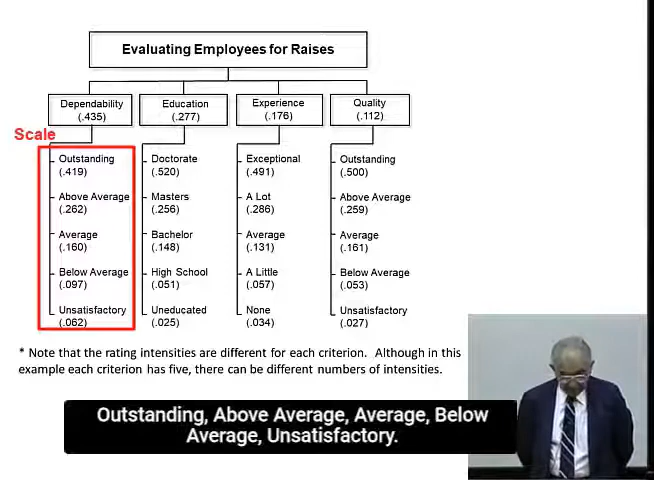 Evaluating Employees for Raises
Dependability
(.435)
Education
(.277)
Experience
(.176)
Quality
(.112)
Scale
Outstanding
(.419)
Above Average
(.262)
Average
(.160)
Below Average
(.097)
Unsatisfactory
(.062)
Doctorate
(.520)
Masters
(.256)
Bachelor
(.148)
High School
(.051)
Uneducated
(.025)
Exceptional
(.491)
A Lot
(.286)
Average
(.131)
A Little
(.057)
None
(.034)
Outstanding
(.500)
Above Average
(.259)
Average
(.161)
Below Average
(.053)
Unsatisfactory
(.027)
* Note that the rating intensities are different for each criterion. Although in this
example each criterion has five, there can be different numbers of intensities.
Outstanding, Above Average, Average, Below
Average, Unsatisfactory.